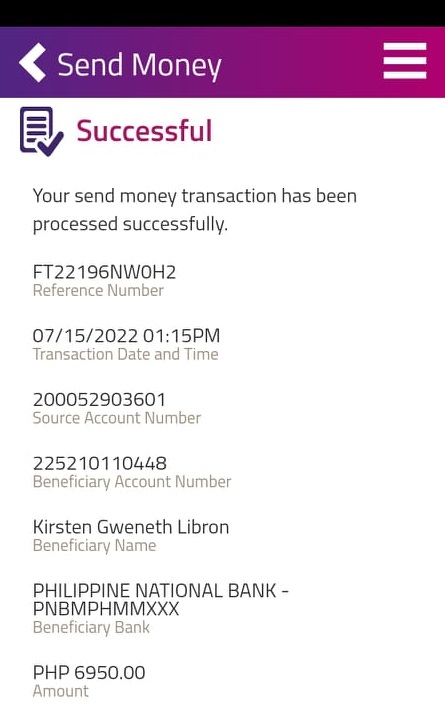 Send Money
Successful
Your send money transaction has been
processed successfully.
FT22196NW0H2
Reference Number
07/15/2022 01:15PM
Transaction Date and Time
200052903601
Source Account Number
225210110448
Beneficiary Account Number
Kirsten Gweneth Libron
Beneficiary Name
PHILIPPINE NATIONAL BANK -
PNBMPHMMXXX
Beneficiary Bank
PHP 6950.00
Amount